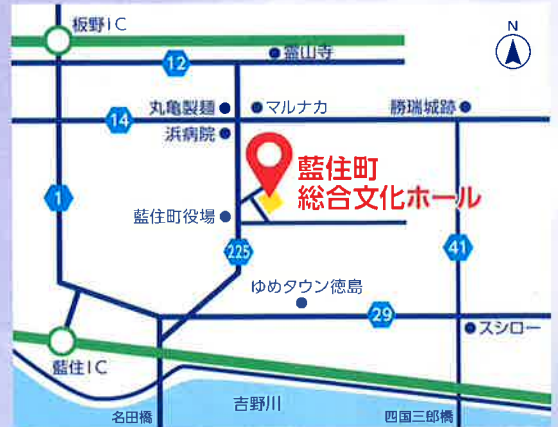 板野IC
N
霊山寺
12
丸亀製麺
マルナカ
勝瑞城跡
14
浜病院
藍住町
総合文化ホール
1
藍住町役場
225
41
ゆめタウン徳島
29
スシロー
藍住IC
吉野川
名田橋
四国三郎橋